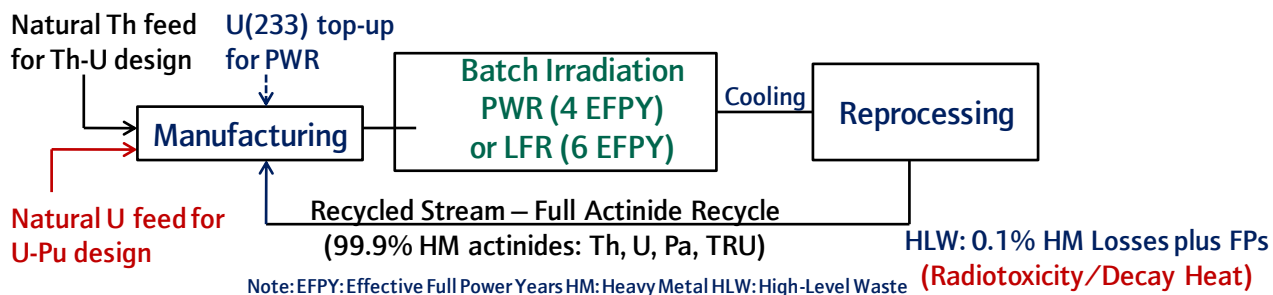 Natural Th feed
for Th-U design
U(233) top-up
for PWR
Manufacturing
Batch Irradiation
PWR (4 EFPY)
or LFR (6 EFPY)
Cooling
Reprocessing
Natural U feed for
U-Pu design
Recycled Stream – Full Actinide Recycle
(99.9% HM actinides: Th, U, Pa, TRU)
HLW: 0.1% HM Losses plus FPs
(Radiotoxicity/Decay Heat)
Note: EFPY: Effective Full Power Years HM: Heavy Metal HLW: High-Level Waste